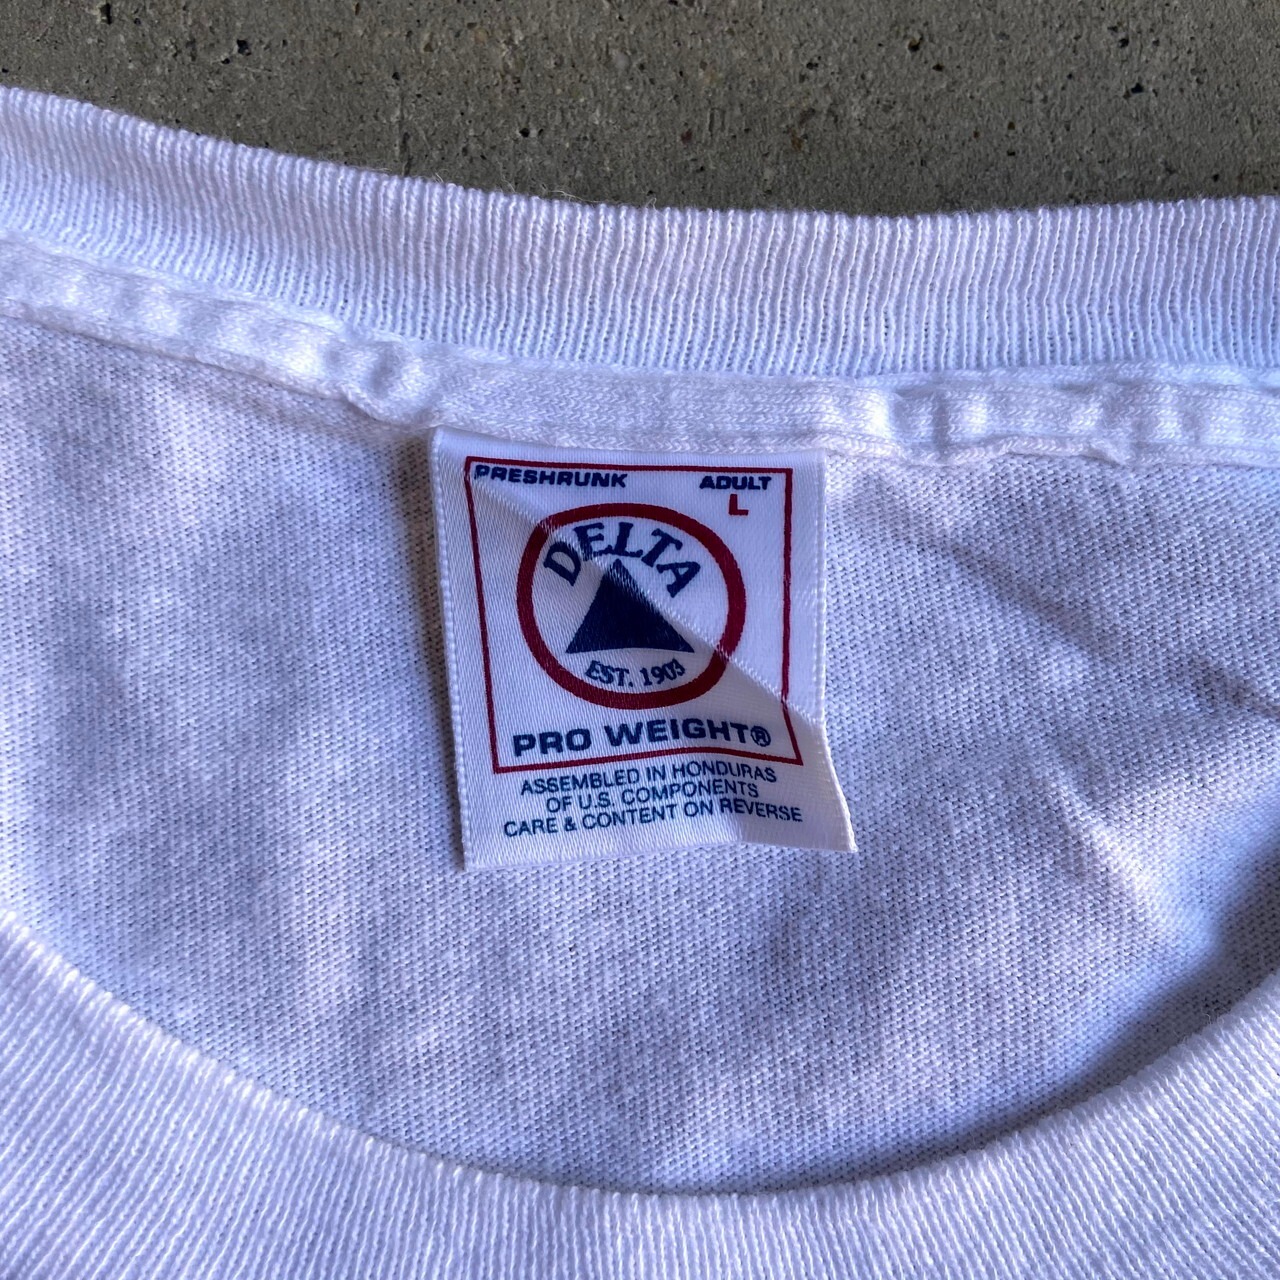 PRESHRUNK ADULT
L
DELTA
EST. 1903
PRO WEIGHT®
ASSEMBLED IN HONDURAS
OF U.S. COMPONENTS
CARE & CONTENT ON REVERSE